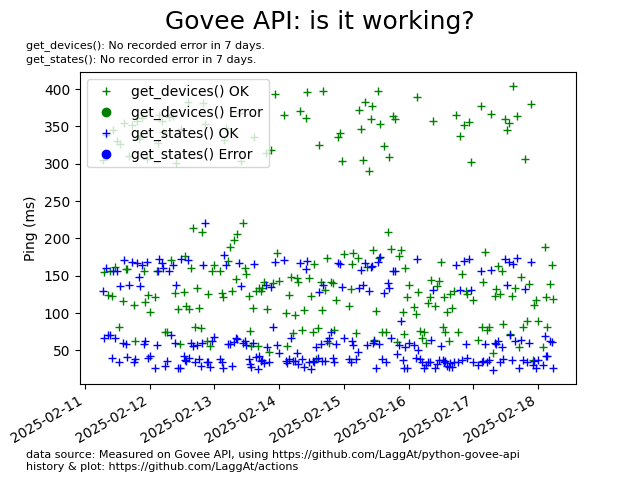 Govee API: is it working?
get_devices(): No recorded error in 7 days.
get_states(): No recorded error in 7 days.
get_devices() OK
get_devices() Error
get_states() OK
get_states() Error
Ping (ms)
400
350
300
250
200
150
100
50
2025-02-11
2025-02-12
2025-02-13
2025-02-14
2025-02-15
2025-02-16
2025-02-17
2025-02-18
data source: Measured on Govee API, using https://github.com/LaggAt/python-govee-api
history & plot: https://github.com/LaggAt/actions